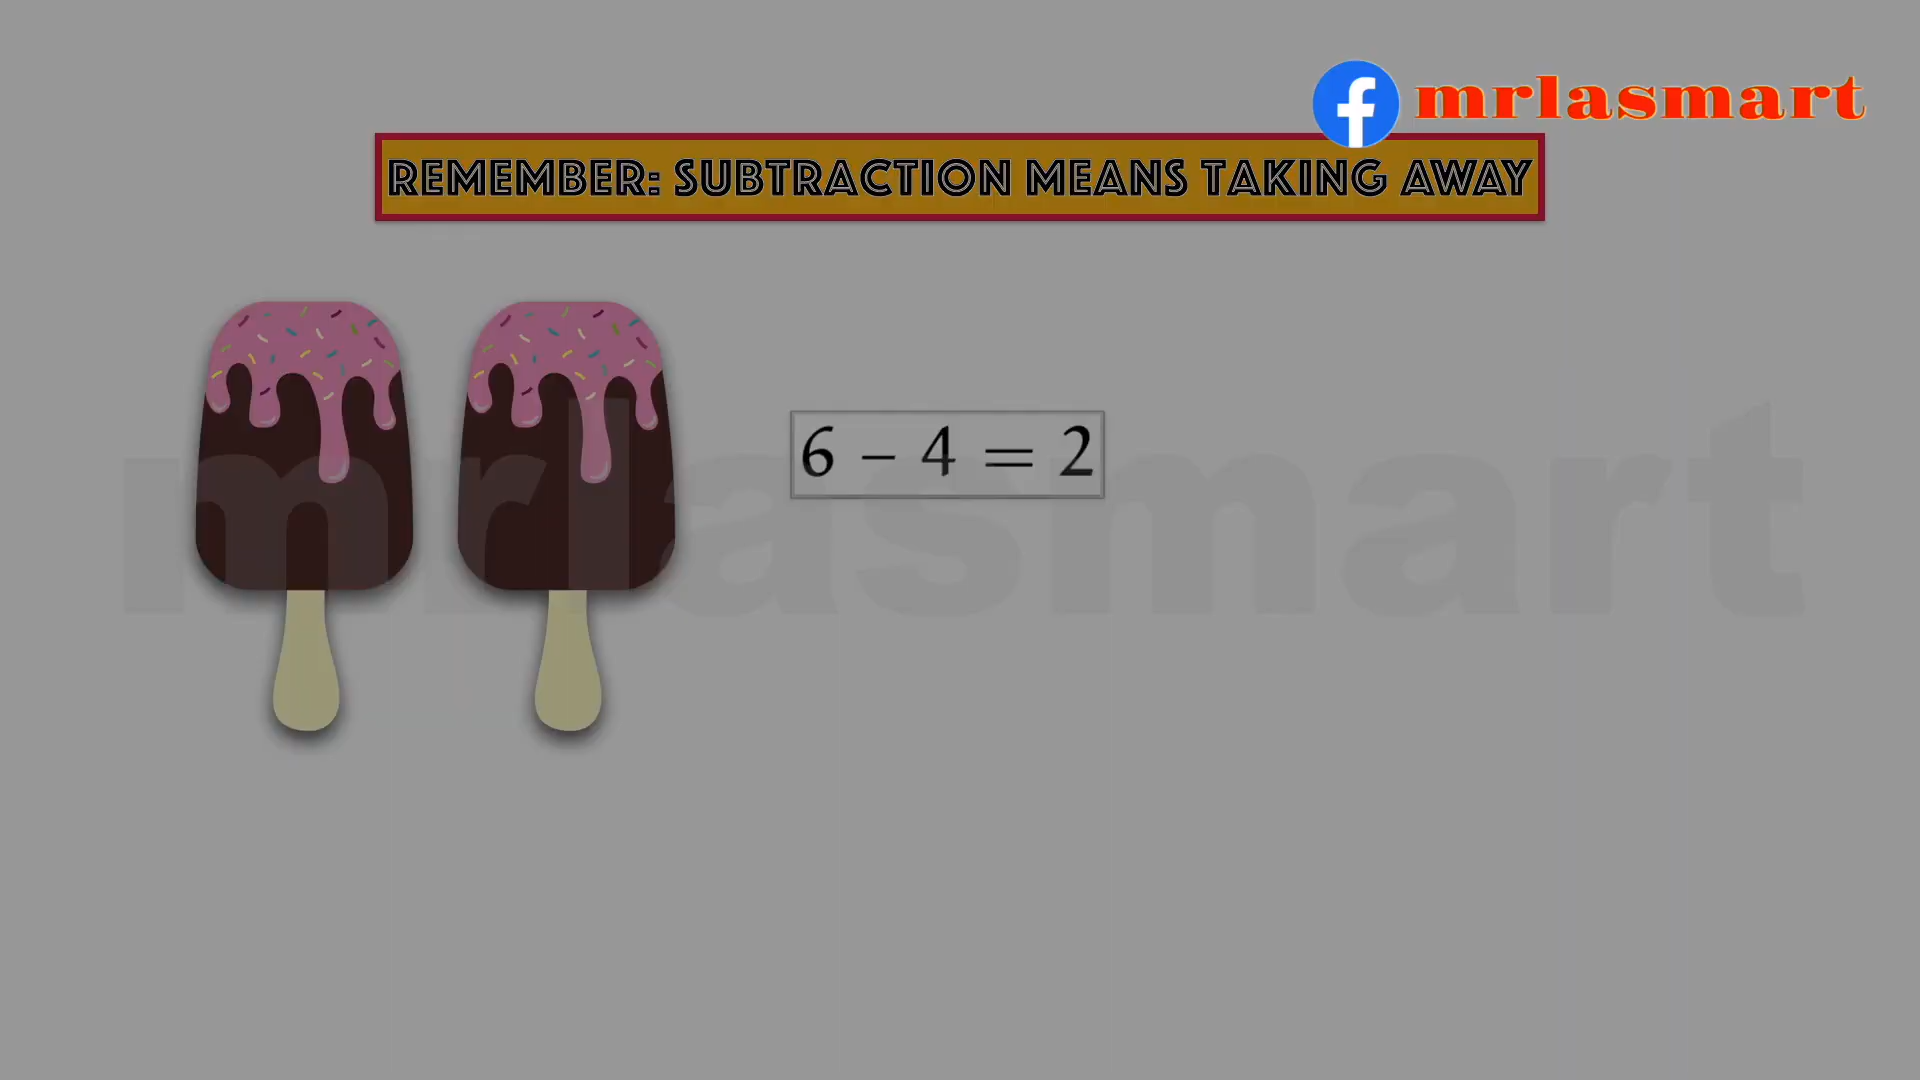 mrlasmart
REMEMBER: SUBTRACTION MEANS TAKING AWAY
6 – 4 = 2
mrlasmart